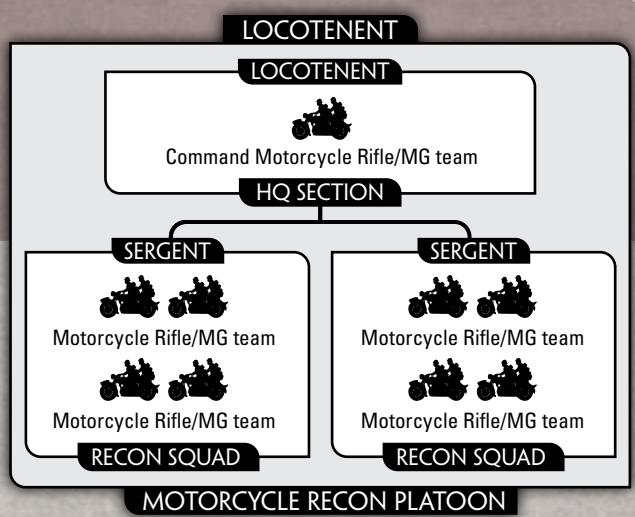 LOCOTENENT
LOCOTENENT
Command Motorcycle Rifle/MG team
HQ SECTION
SERGENT
Motorcycle Rifle/MG team
Motorcycle Rifle/MG team
RECON SQUAD
SERGENT
Motorcycle Rifle/MG team
Motorcycle Rifle/MG team
RECON SQUAD
MOTORCYCLE RECON PLATOON